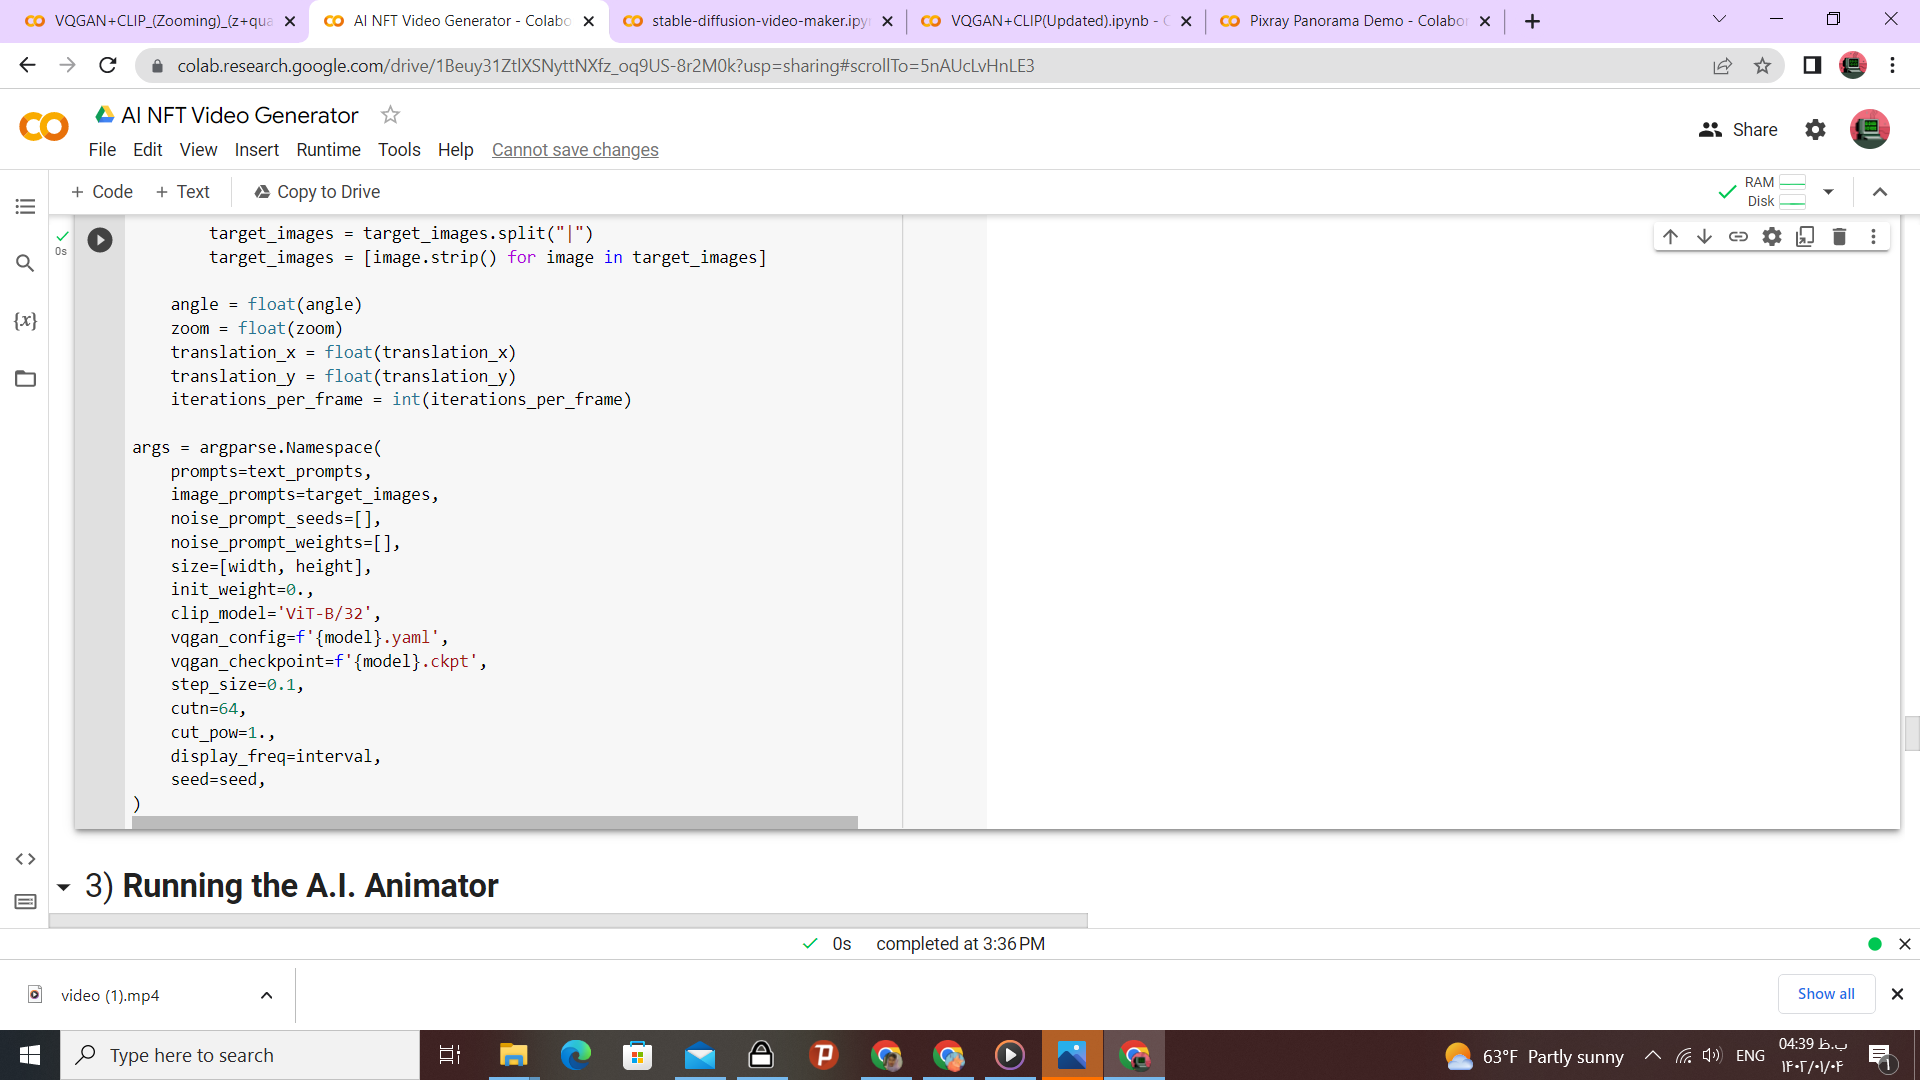 VQGAN+CLIP_(Zooming)_(z+qua
AI NFT Video Generator - Colabo
stable-diffusion-video-maker.ipy
VQGAN+CLIP(Updated).ipynb - C
Pixray Panorama Demo - Colabor
colab.research.google.com/drive/1Beuy31ZtlXSNyttNXfz_oq9US-8r2M0k?usp=sharing#scrollTo=5nAUcLvHnLE3
AI NFT Video Generator
Share
File Edit View Insert Runtime Tools Help Cannot save changes
+ Code + Text Copy to Drive
RAM
Disk
0s
target_images = target_images.split("|")
target_images = [image.strip() for image in target_images]
angle = float(angle)
zoom = float(zoom)
translation_x = float(translation_x)
translation_y = float(translation_y)
iterations_per_frame = int(iterations_per_frame)
args = argparse.Namespace(
prompts=text_prompts,
image_prompts=target_images,
noise_prompt_seeds=[],
noise_prompt_weights=[],
size=[width, height],
init_weight=0.,
clip_model='ViT-B/32',
vqgan_config=f'{model}.yaml',
vqgan_checkpoint=f'{model}.ckpt',
step_size=0.1,
cutn=64,
cut_pow=1.,
display_freq=interval,
seed=seed,
)
{x}
3) Running the A.I. Animator
0s completed at 3:36 PM
video (1).mp4
Show all
Type here to search
63°F Partly sunny
ENG
04:39 ب.ظ
۱۴۰۲/۰۱/۰۴
۱